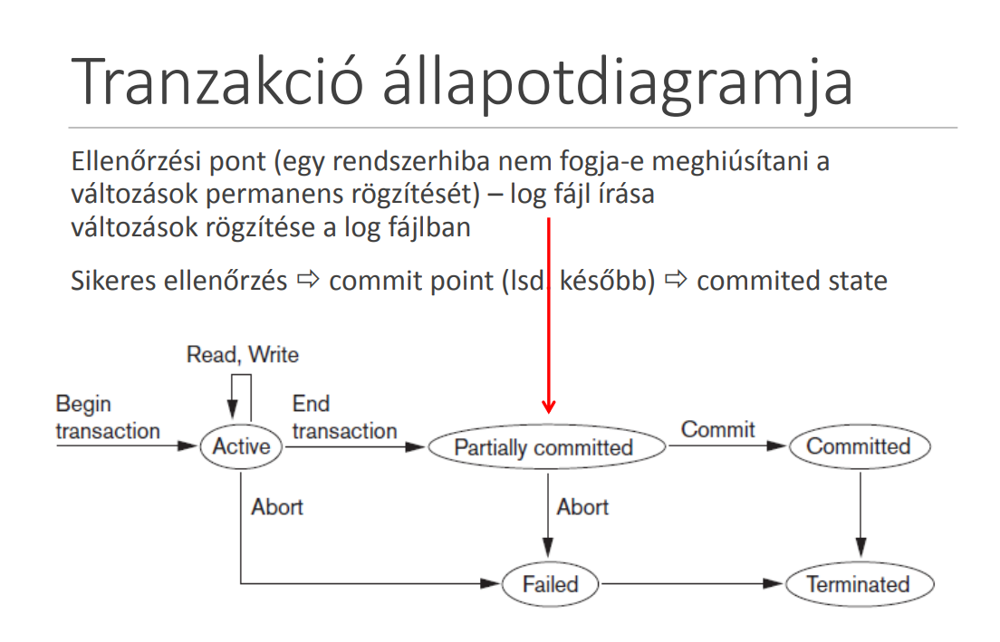 Tranzakció állapotdiagramja
Ellenőrzési pont (egy rendszerhiba nem fogja-e meghiúsítani a
változások permanens rögzítését) – log fájl írása
változások rögzítése a log fájlban
Sikeres ellenőrzés ⇨ commit point (lsd. később) ⇨ commited state
Read, Write
Begin
transaction
End
transaction
Active
Partially committed
Commit
Committed
Abort
Abort
Failed
Terminated